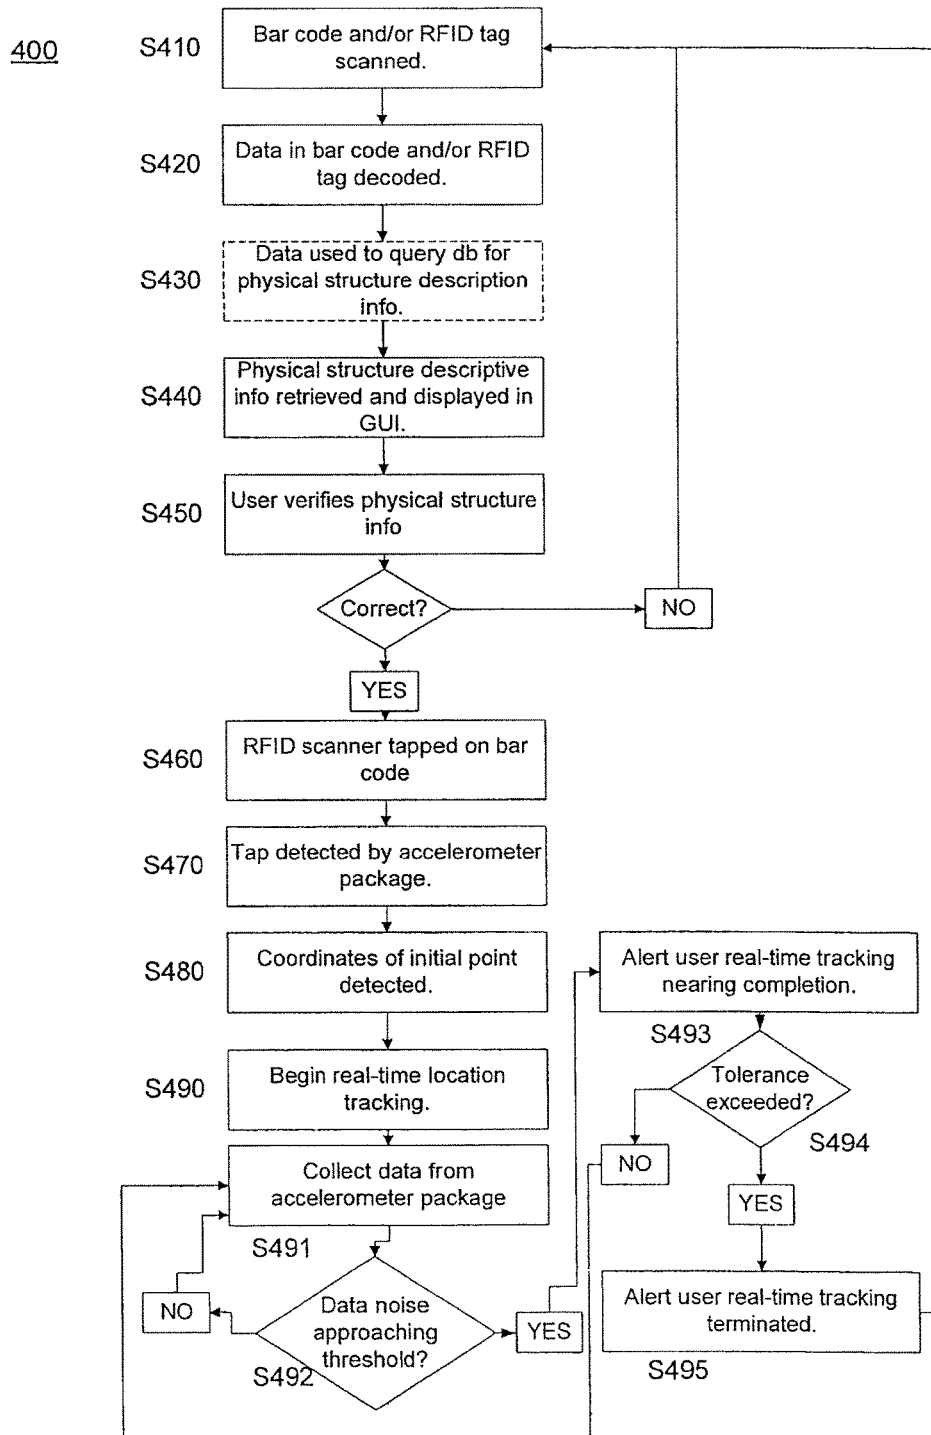 400
S410
Bar code and/or RFID tag
scanned.
S420
Data in bar code and/or RFID
tag decoded.
S430
Data used to query db for
physical structure description
info.
S440
Physical structure descriptive
info retrieved and displayed in
GUI.
S450
User verifies physical structure
info
Correct?
NO
YES
S460
RFID scanner tapped on bar
code
S470
Tap detected by accelerometer
package.
S480
Coordinates of initial point
detected.
S490
Begin real-time location
tracking.
Collect data from
accelerometer package
S491
NO
Data noise
approaching
threshold?
S492
YES
Alert user real-time tracking
nearing completion.
S493
Tolerance
exceeded?
S494
NO
YES
Alert user real-time tracking
terminated.
S495